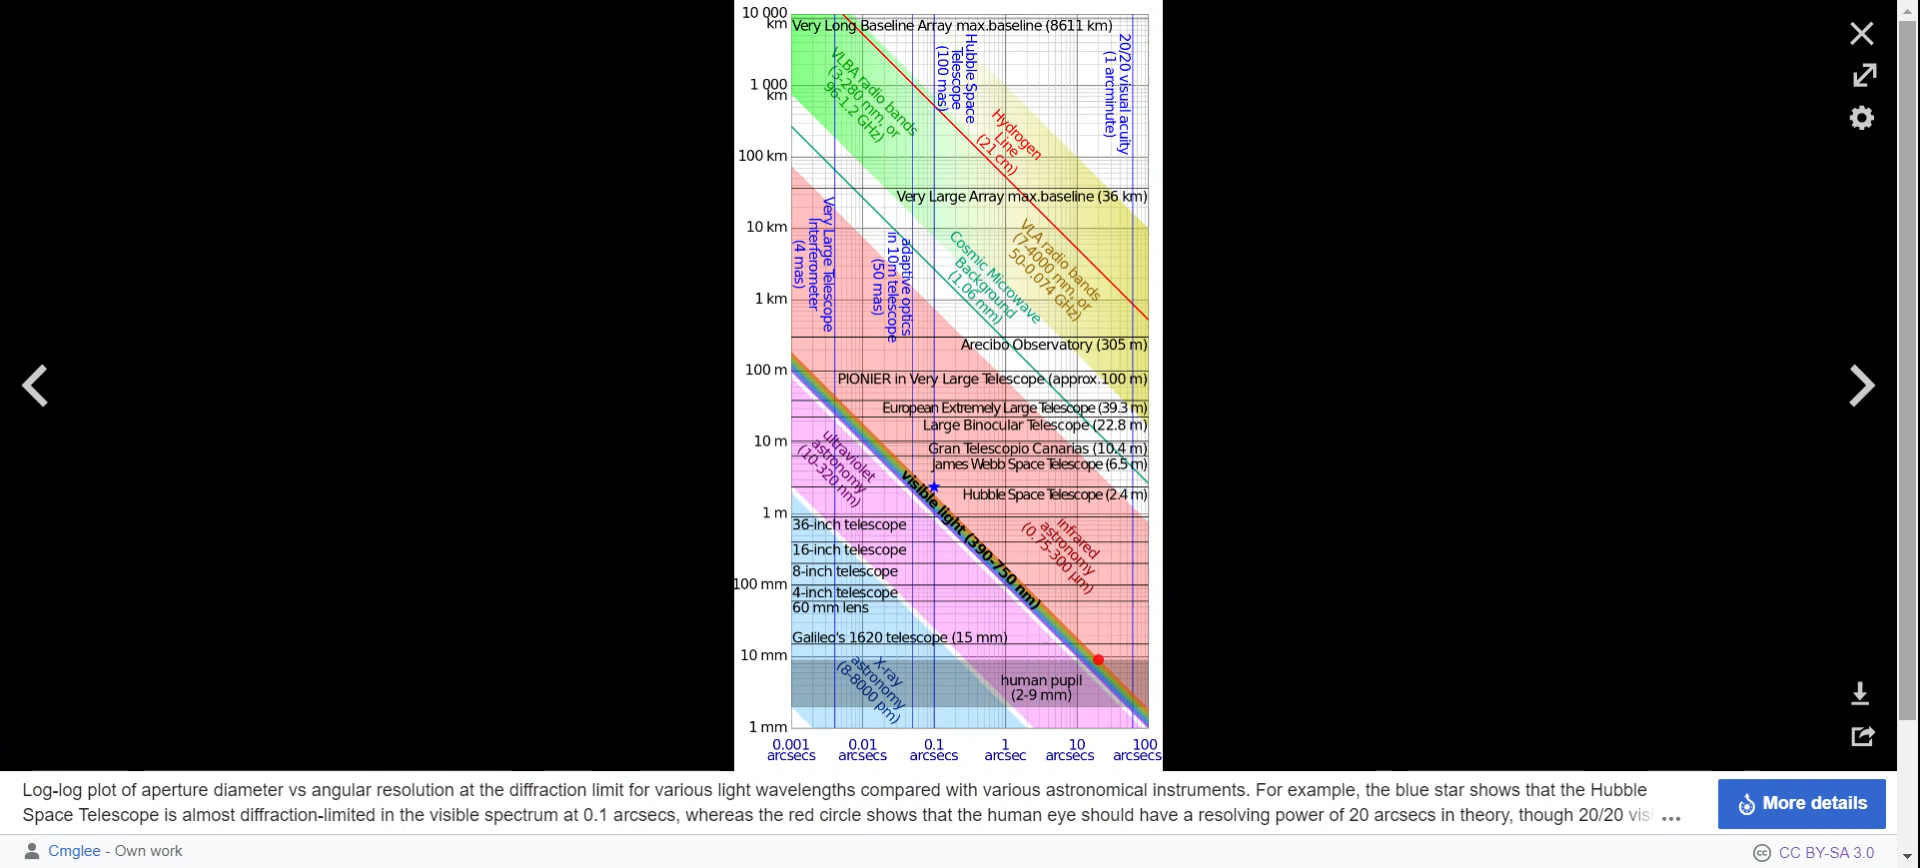 10 000
km
Very Long Baseline Array max.baseline (8611 km)
Hubble Space
Telescope
(100 mas)
20/20 visual acuity
(1 arcminute)
VLBA radio bands
(3-280 mm, or
96-1.2 GHz)
1 000
km
Hydrogen
Line
(21 cm)
100 km
Very Large Array max.baseline (36 km)
Very Large Telescope
Interferometer
(4 mas)
10 km
adaptive optics
in 10m telescope
(50 mas)
Cosmic Microwave
Background
(1.06 mm)
VLA radio bands
(7-4000 mm, or
50-0.074 GHz)
1 km
Arecibo Observatory (305 m)
100 m
PIONIER in Very Large Telescope (approx.100 m)
European Extremely Large Telescope (39.3 m)
Large Binocular Telescope (22.8 m)
10 m
Gran Telescopio Canarias (10.4 m)
James Webb Space Telescope (6.5 m)
ultraviolet
astronomy
(10-320 nm)
visible light (390-750 nm)
Hubble Space Telescope (2.4 m)
1 m
36-inch telescope
infrared
astronomy
(0.75-300 µm)
16-inch telescope
8-inch telescope
100 mm
4-inch telescope
60 mm lens
Galileo's 1620 telescope (15 mm)
10 mm
X-ray
astronomy
(8-8000 pm)
human pupil
(2-9 mm)
1 mm
0.001
arcsecs
0.01
arcsecs
0.1
arcsecs
1
arcsec
10
arcsecs
100
arcsecs
Log-log plot of aperture diameter vs angular resolution at the diffraction limit for various light wavelengths compared with various astronomical instruments. For example, the blue star shows that the Hubble
Space Telescope is almost diffraction-limited in the visible spectrum at 0.1 arcsecs, whereas the red circle shows that the human eye should have a resolving power of 20 arcsecs in theory, though 20/20 vis ...
More details
Cmglee - Own work
CC BY-SA 3.0